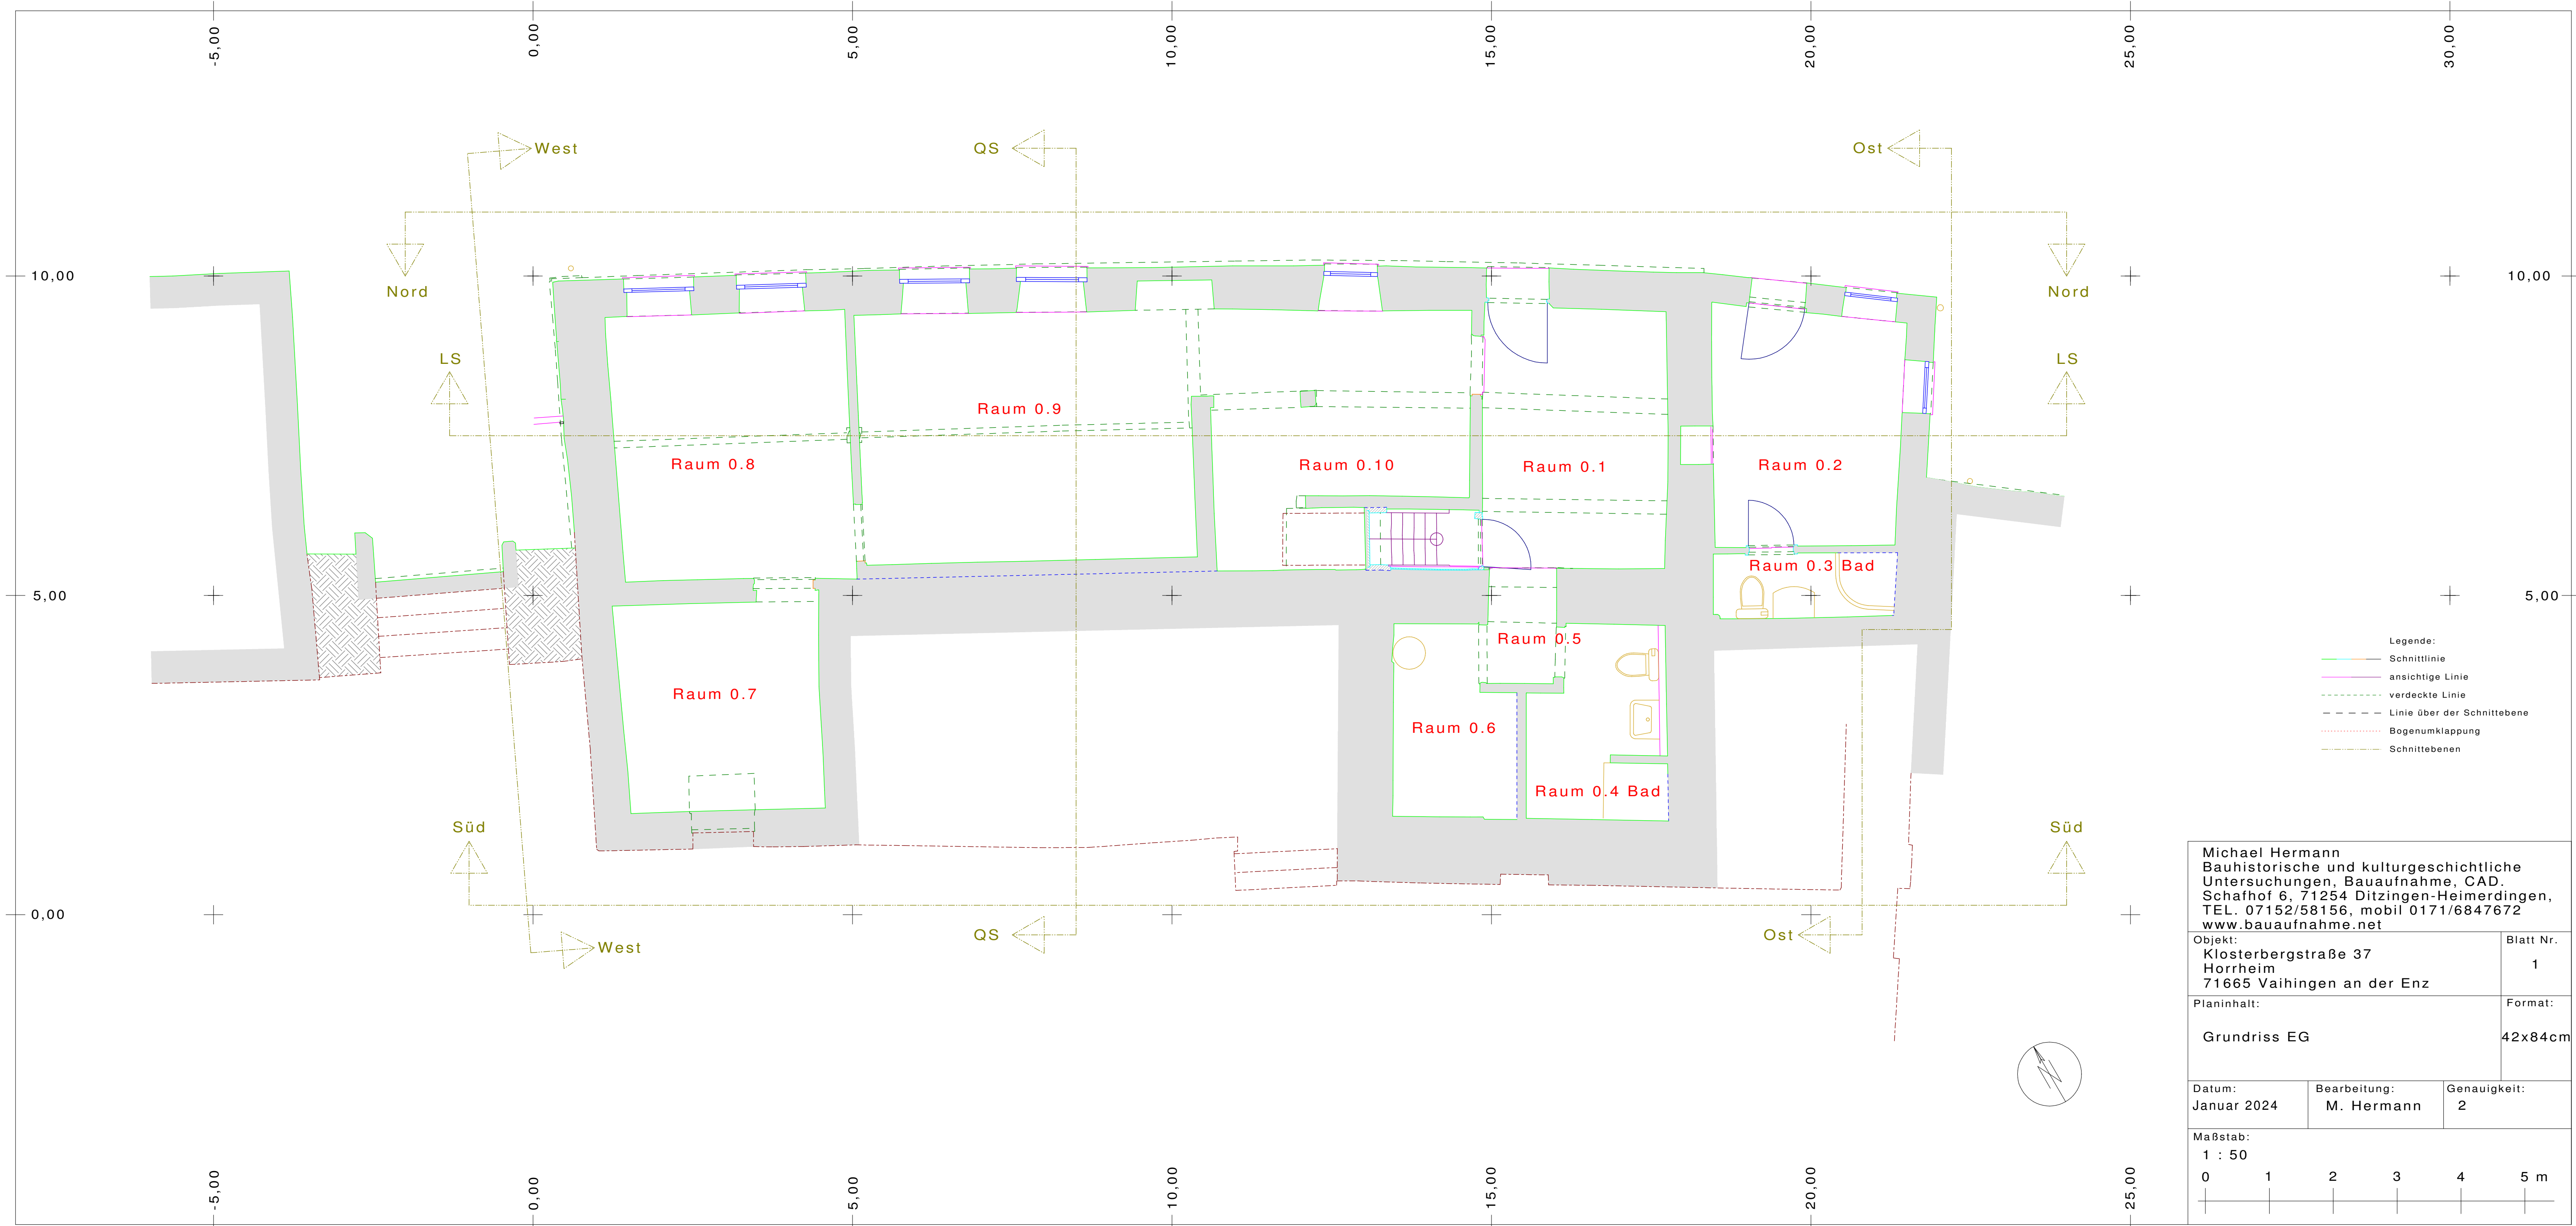 -5,00
0,00
5,00
10,00
15,00
20,00
25,00
30,00
West
QS
Ost
10,00
10,00
Nord
Nord
LS
LS
Raum 0.9
Raum 0.8
Raum 0.10
Raum 0.1
Raum 0.2
Raum 0.3 Bad
5,00
5,00
Raum 0.5
Raum 0.7
Raum 0.6
Raum 0.4 Bad
Legende:
Schnittlinie
ansichtige Linie
verdeckte Linie
Linie über der Schnittebene
Bogenumklappung
Schnittebenen
Süd
Süd
0,00
West
QS
Ost
Michael Hermann
Bauhistorische und kulturgeschichtliche
Untersuchungen, Bauaufnahme, CAD.
Schafhof 6, 71254 Ditzingen-Heimerdingen,
TEL. 07152/58156, mobil 0171/6847672
www.bauaufnahme.net
Objekt:
Klosterbergstraße 37
Horrheim
71665 Vaihingen an der Enz
Blatt Nr.
1
Planinhalt:
Grundriss EG
Format:
42x84cm
Datum:
Januar 2024
Bearbeitung:
M. Hermann
Genauigkeit:
2
Maßstab:
1 : 50
0 1 2 3 4 5 m
-5,00
0,00
5,00
10,00
15,00
20,00
25,00
N